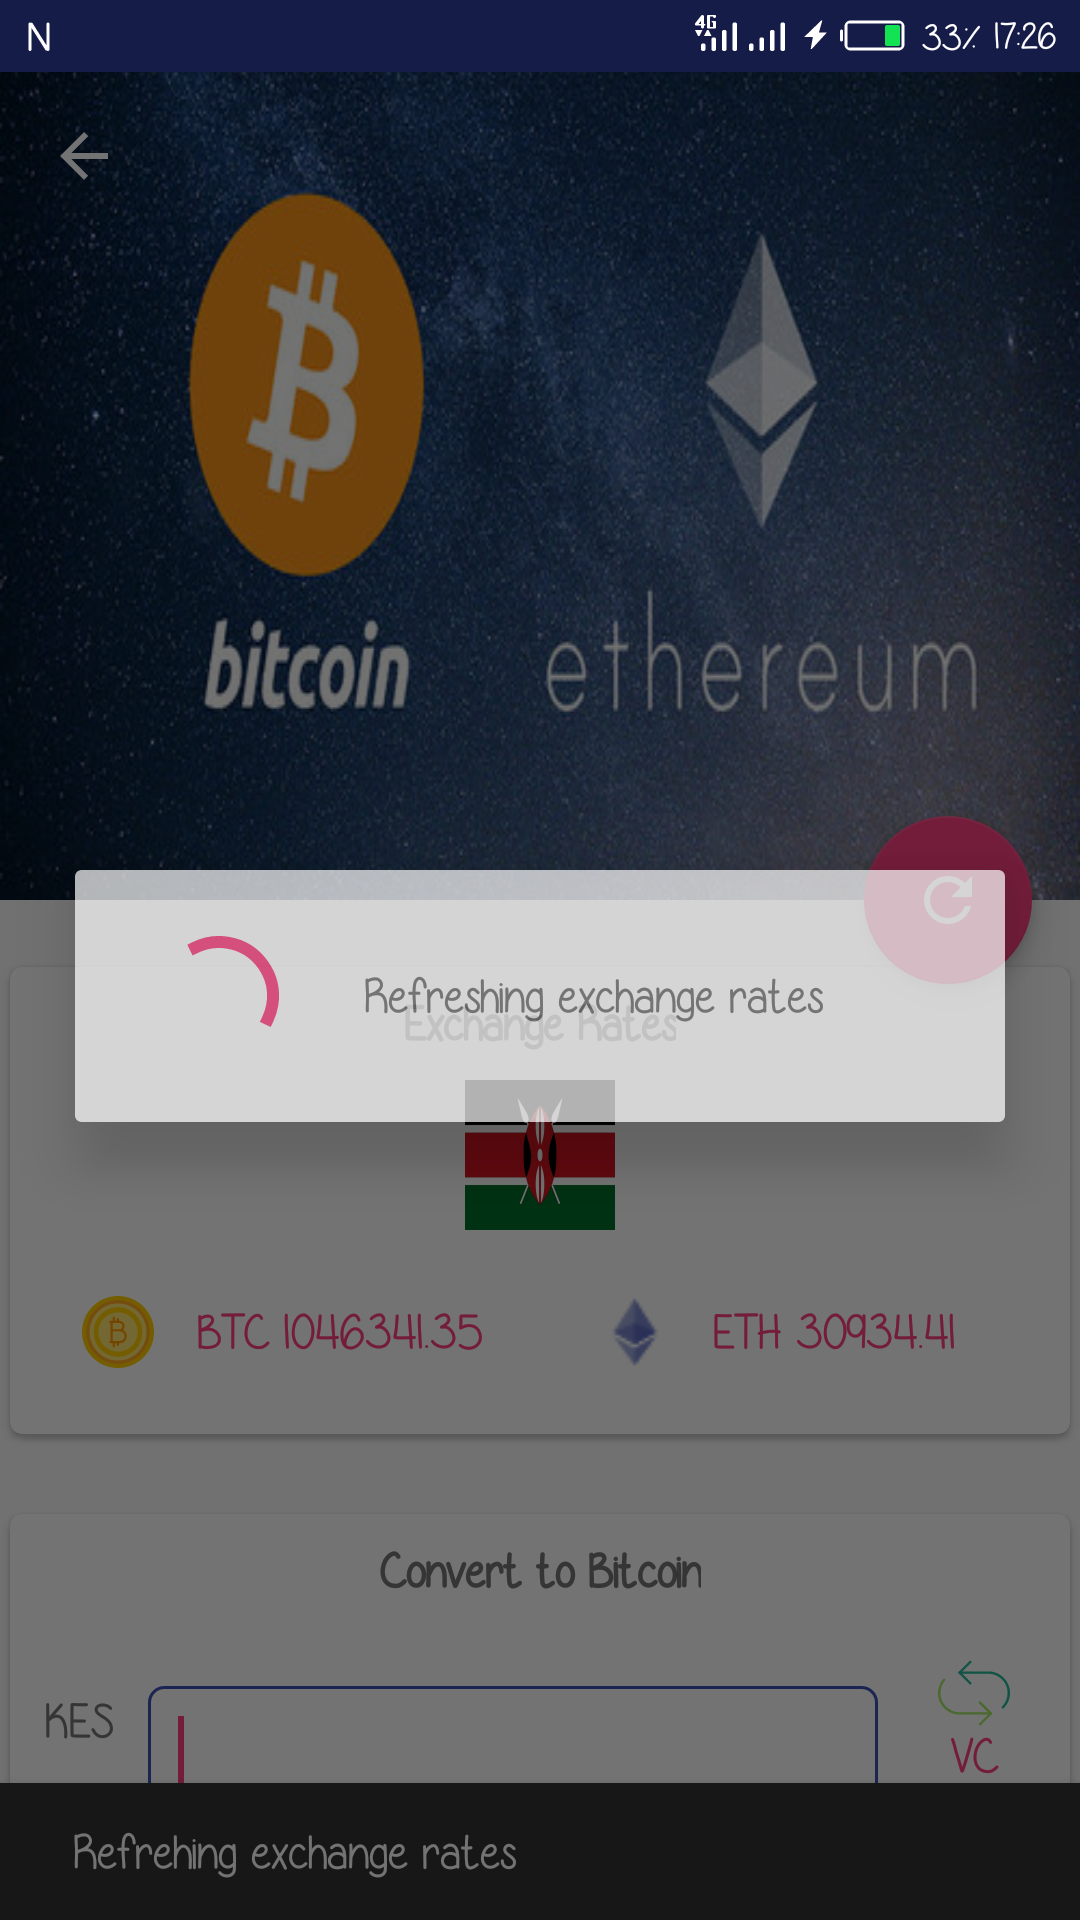 N 4G 33% 17:26
bitcoin ethereum
Refreshing exchange rates
Exchange Rates
BTC 1046341.35 ETH 30934.41
Convert to Bitcoin
KES
VC
Refrehing exchange rates